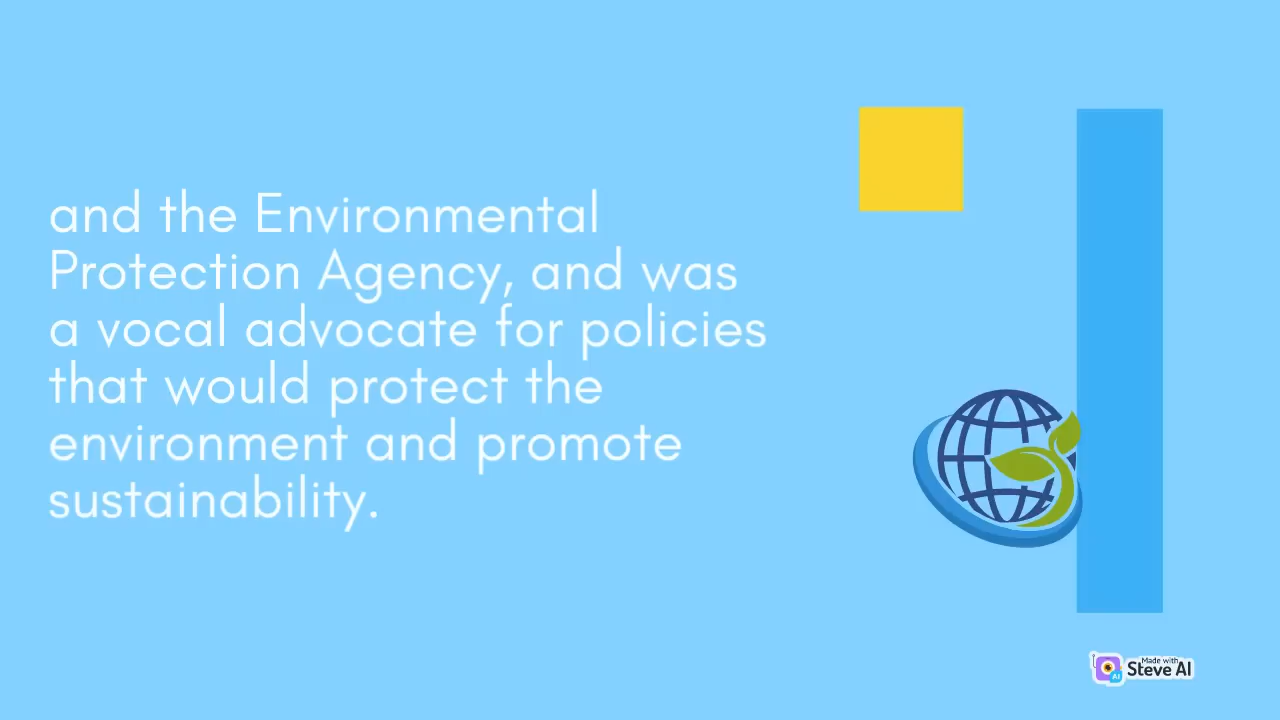 and the Environmental
Protection Agency, and was
a vocal advocate for policies
that would protect the
environment and promote
sustainability.
Made with
Steve AI
AI